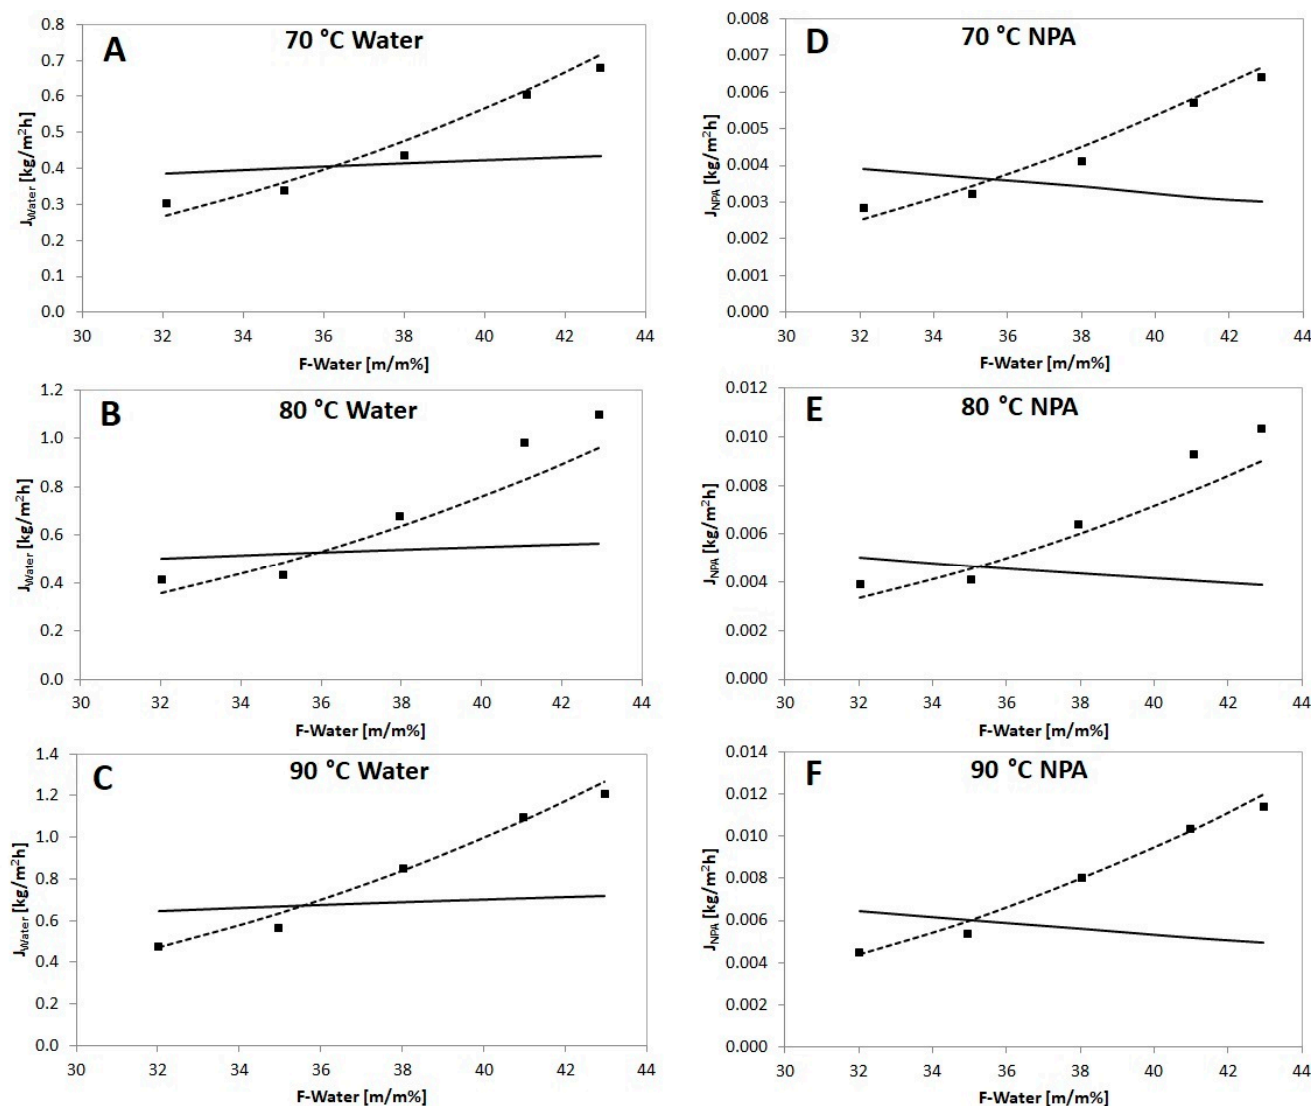 A
70 °C Water
J_Water [kg/m²h]
0.8
0.7
0.6
0.5
0.4
0.3
0.2
0.1
0.0
30 32 34 36 38 40 42 44
F-Water [m/m%]
D
70 °C NPA
J_NPA [kg/m²h]
0.008
0.007
0.006
0.005
0.004
0.003
0.002
0.001
0.000
30 32 34 36 38 40 42 44
F-Water [m/m%]
B
80 °C Water
J_Water [kg/m²h]
1.2
1.0
0.8
0.6
0.4
0.2
0.0
30 32 34 36 38 40 42 44
F-Water [m/m%]
E
80 °C NPA
J_NPA [kg/m²h]
0.012
0.010
0.008
0.006
0.004
0.002
0.000
30 32 34 36 38 40 42 44
F-Water [m/m%]
C
90 °C Water
J_Water [kg/m²h]
1.4
1.2
1.0
0.8
0.6
0.4
0.2
0.0
30 32 34 36 38 40 42 44
F-Water [m/m%]
F
90 °C NPA
J_NPA [kg/m²h]
0.014
0.012
0.010
0.008
0.006
0.004
0.002
0.000
30 32 34 36 38 40 42 44
F-Water [m/m%]